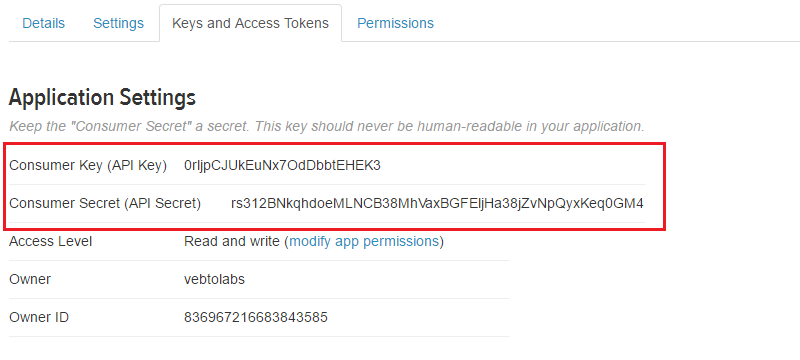 Details Settings Keys and Access Tokens Permissions
Application Settings
Keep the "Consumer Secret" a secret. This key should never be human-readable in your application.
Consumer Key (API Key) 0rIjpCJUkEuNx7OdDbbtEHEK3
Consumer Secret (API Secret) rs312BNkqhdoeMLNCB38MhVaxBGFEIjHa38jZvNpQyxKeq0GM4
Access Level Read and write (modify app permissions)
Owner vebtolabs
Owner ID 836967216683843585